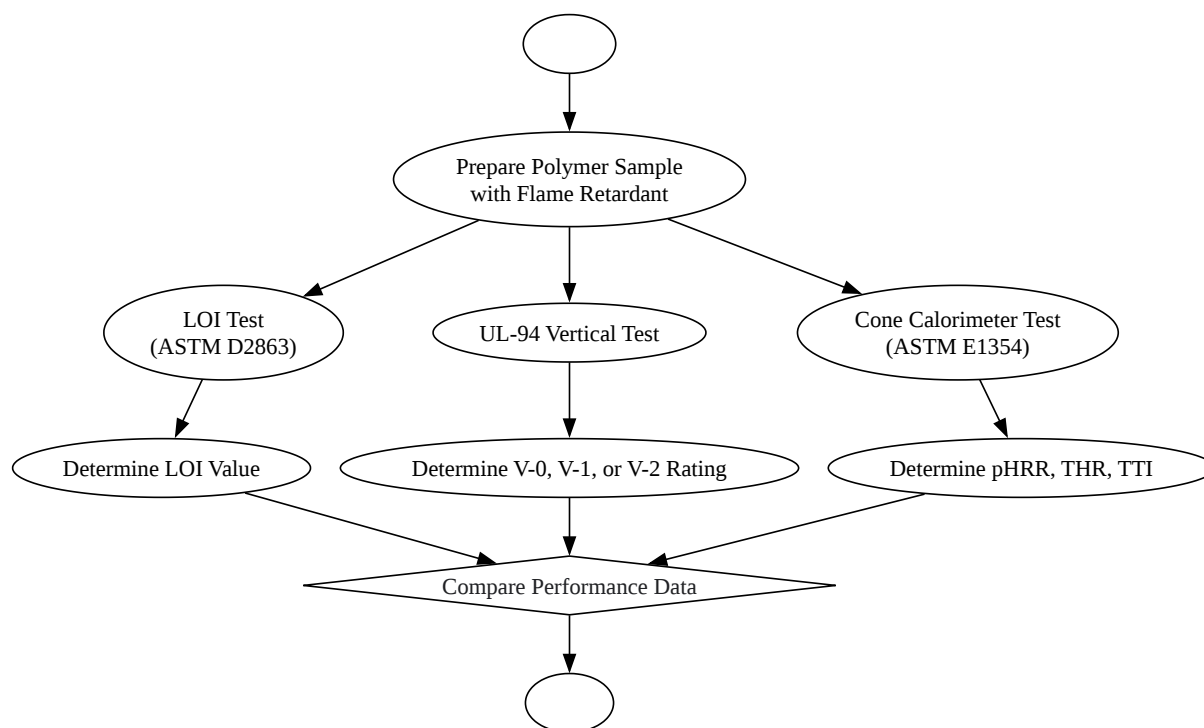 Prepare Polymer Sample
with Flame Retardant
LOI Test
(ASTM D2863)
UL-94 Vertical Test
Cone Calorimeter Test
(ASTM E1354)
Determine LOI Value
Determine V-0, V-1, or V-2 Rating
Determine pHRR, THR, TTI
Compare Performance Data